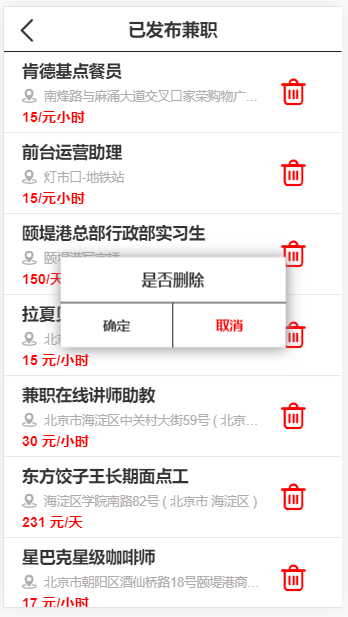 已发布兼职
肯德基点餐员
南烽路与麻涌大道交叉口家荣购物广…
15/元小时
前台运营助理
灯市口-地铁站
15/元小时
颐堤港总部行政部实习生
颐堤港写字楼
150/天
是否删除
拉夏贝
确定
取消
15 元/小时
兼职在线讲师助教
北京市海淀区中关村大街59号 ( 北京…
30 元/小时
东方饺子王长期面点工
海淀区学院南路82号 ( 北京市 海淀区 )
231 元/天
星巴克星级咖啡师
北京市朝阳区酒仙桥路18号颐堤港商…
17 元/小时